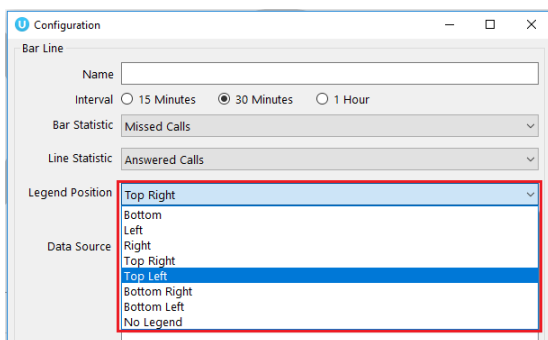 Configuration
Bar Line
Name
Interval 15 Minutes 30 Minutes 1 Hour
Bar Statistic Missed Calls
Line Statistic Answered Calls
Legend Position Top Right
Bottom
Left
Data Source Right
Top Right
Top Left
Bottom Right
Bottom Left
No Legend